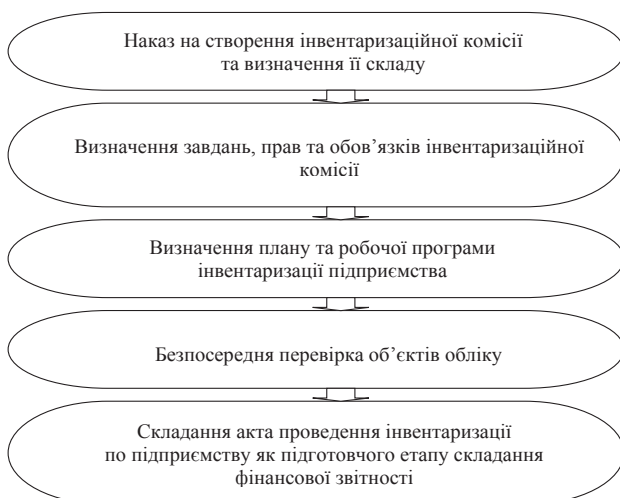 Наказ на створення інвентаризаційної комісії
та визначення її складу
Визначення завдань, прав та обов’язків інвентаризаційної
комісії
Визначення плану та робочої програми
інвентаризації підприємства
Безпосередня перевірка об’єктів обліку
Складання акта проведення інвентаризації
по підприємству як підготовчого етапу складання
фінансової звітності